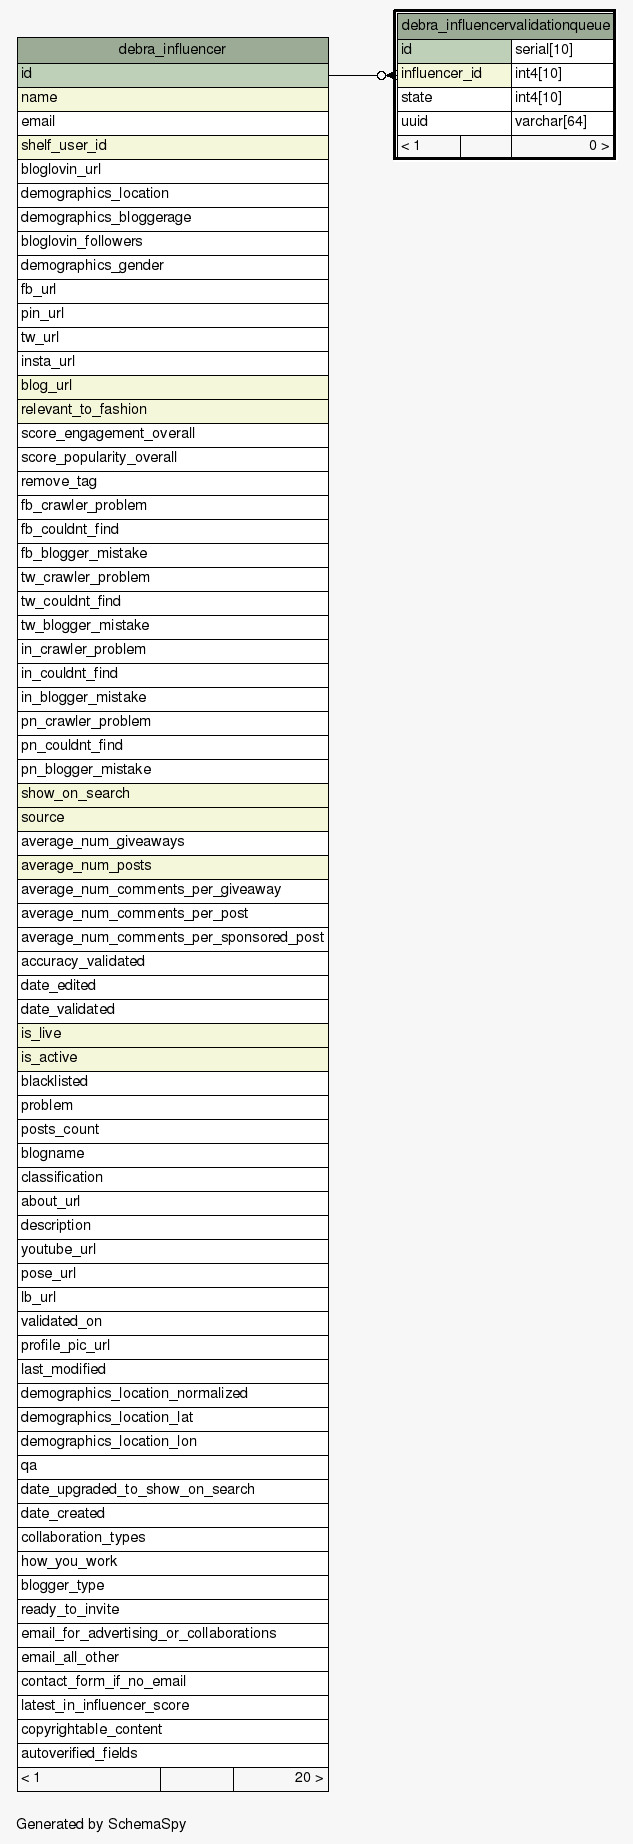 debra_influencervalidationqueue
id serial[10]
influencer_id int4[10]
state int4[10]
uuid varchar[64]
< 1 0 >
debra_influencer
id
name
email
shelf_user_id
bloglovin_url
demographics_location
demographics_bloggerage
bloglovin_followers
demographics_gender
fb_url
pin_url
tw_url
insta_url
blog_url
relevant_to_fashion
score_engagement_overall
score_popularity_overall
remove_tag
fb_crawler_problem
fb_couldnt_find
fb_blogger_mistake
tw_crawler_problem
tw_couldnt_find
tw_blogger_mistake
in_crawler_problem
in_couldnt_find
in_blogger_mistake
pn_crawler_problem
pn_couldnt_find
pn_blogger_mistake
show_on_search
source
average_num_giveaways
average_num_posts
average_num_comments_per_giveaway
average_num_comments_per_post
average_num_comments_per_sponsored_post
accuracy_validated
date_edited
date_validated
is_live
is_active
blacklisted
problem
posts_count
blogname
classification
about_url
description
youtube_url
pose_url
lb_url
validated_on
profile_pic_url
last_modified
demographics_location_normalized
demographics_location_lat
demographics_location_lon
qa
date_upgraded_to_show_on_search
date_created
collaboration_types
how_you_work
blogger_type
ready_to_invite
email_for_advertising_or_collaborations
email_all_other
contact_form_if_no_email
latest_in_influencer_score
copyrightable_content
autoverified_fields
< 1 20 >
Generated by SchemaSpy